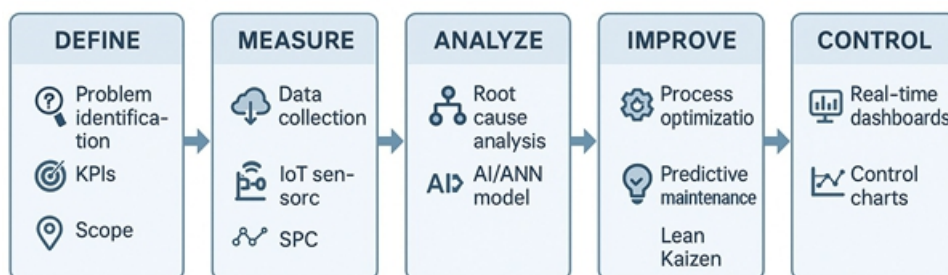 DEFINE
Problem
identifica-
tion
KPIs
Scope
MEASURE
Data
collection
IoT sen-
sorc
SPC
ANALYZE
Root
cause
analysis
AI
AI/ANN
model
IMPROVE
Process
optimizatio
Predictive
maintenance
Lean
Kaizen
CONTROL
Real-time
dashboards
Control
charts